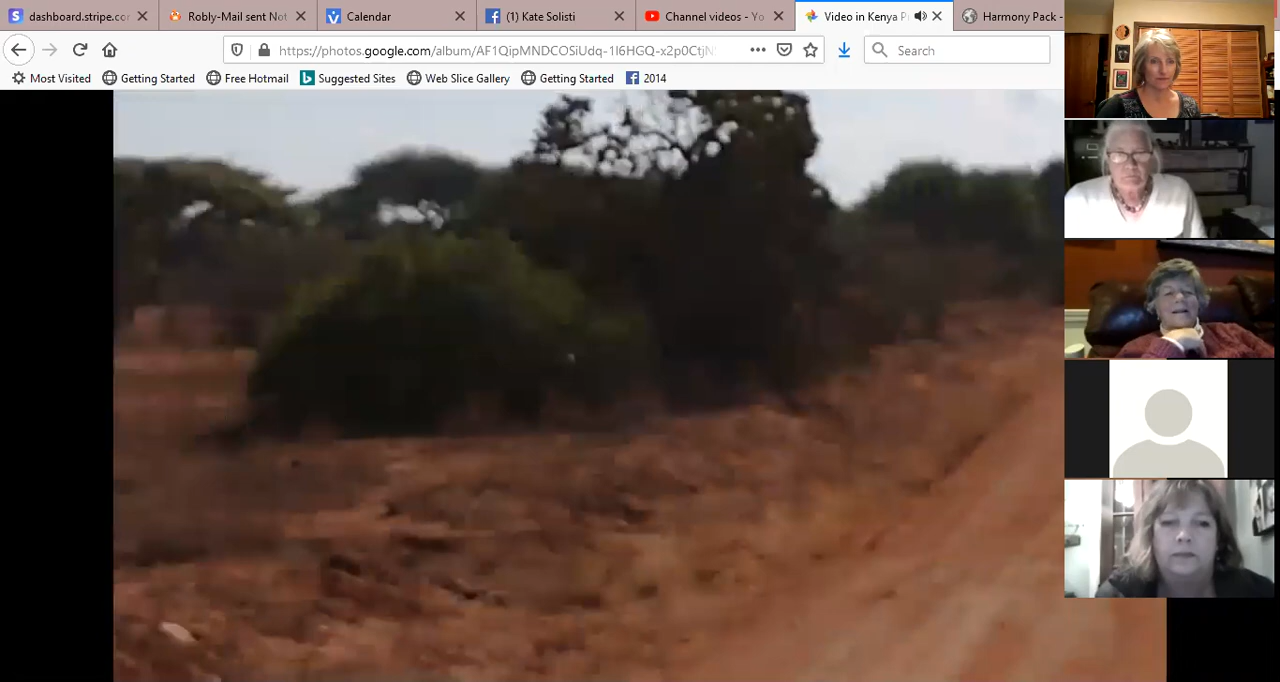 dashboard.stripe.cor
Robly-Mail sent Not
Calendar
(1) Kate Solisti
Channel videos - Yo
Video in Kenya P
Harmony Pack -
https://photos.google.com/album/AF1QipMNDCOSiUdq-1I6HGQ-x2p0CtjN
Search
Most Visited
Getting Started
Free Hotmail
Suggested Sites
Web Slice Gallery
Getting Started
2014